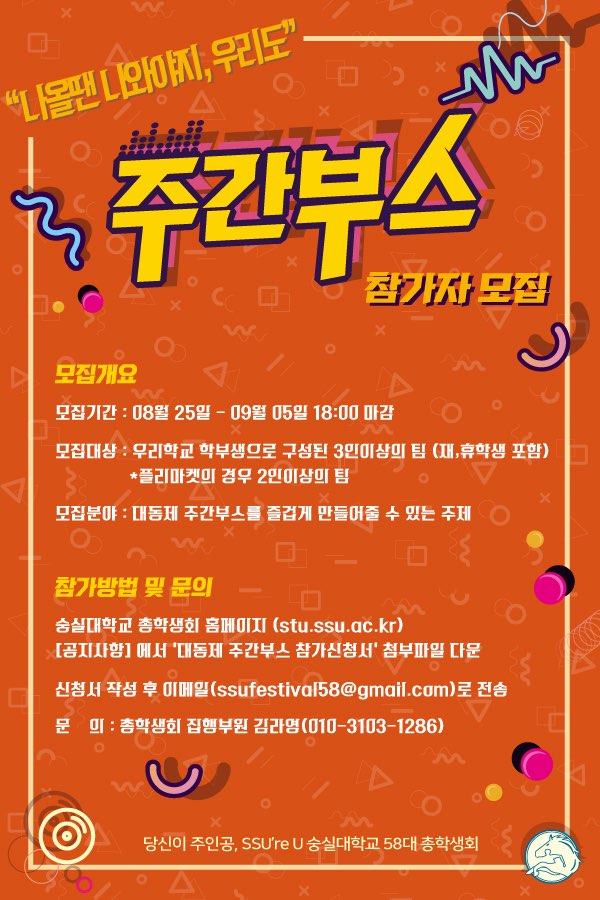 “나올땐 나와야지, 우리도”
주간부스
참가자 모집
모집개요
모집기간 : 08월 25일 - 09월 05일 18:00 마감
모집대상 : 우리학교 학부생으로 구성된 3인이상의 팀 (재,휴학생 포함)
*플리마켓의 경우 2인이상의 팀
모집분야 : 대동제 주간부스를 즐겁게 만들어줄 수 있는 주제
참가방법 및 문의
숭실대학교 총학생회 홈페이지 (stu.ssu.ac.kr)
[공지사항] 에서 '대동제 주간부스 참가신청서' 첨부파일 다운
신청서 작성 후 이메일(ssufestival58@gmail.com)로 전송
문 의 : 총학생회 집행부원 김라영(010-3103-1286)
당신이 주인공, SSU're U 숭실대학교 58대 총학생회